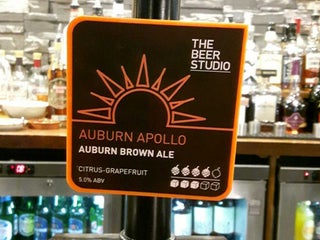 THE
BEER
STUDIO
AUBURN APOLLO
AUBURN BROWN ALE
CITRUS-GRAPEFRUIT
5.0% ABV